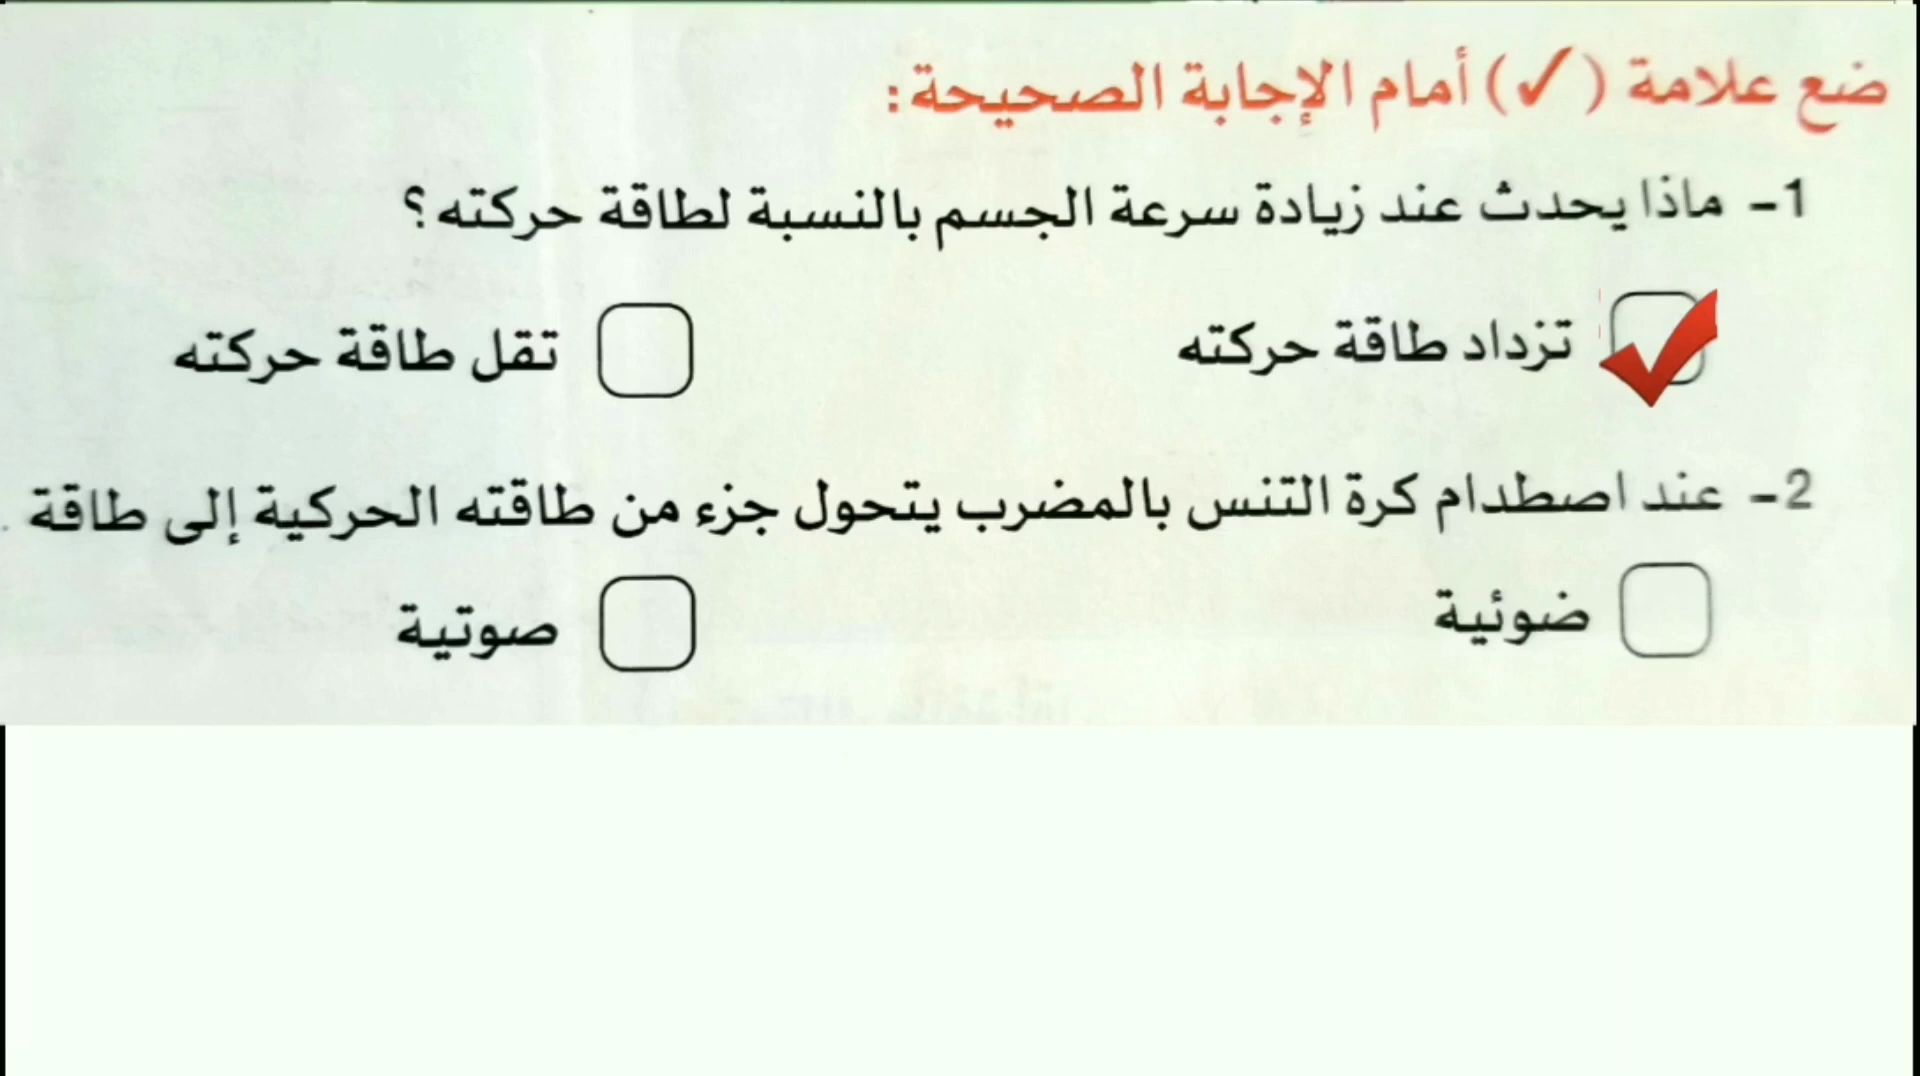 ضع علامة (✓) أمام الإجابة الصحيحة:
1- ماذا يحدث عند زيادة سرعة الجسم بالنسبة لطاقة حركته؟
تزداد طاقة حركته تقل طاقة حركته
2- عند اصطدام كرة التنس بالمضرب يتحول جزء من طاقته الحركية إلى طاقة
ضوئية صوتية